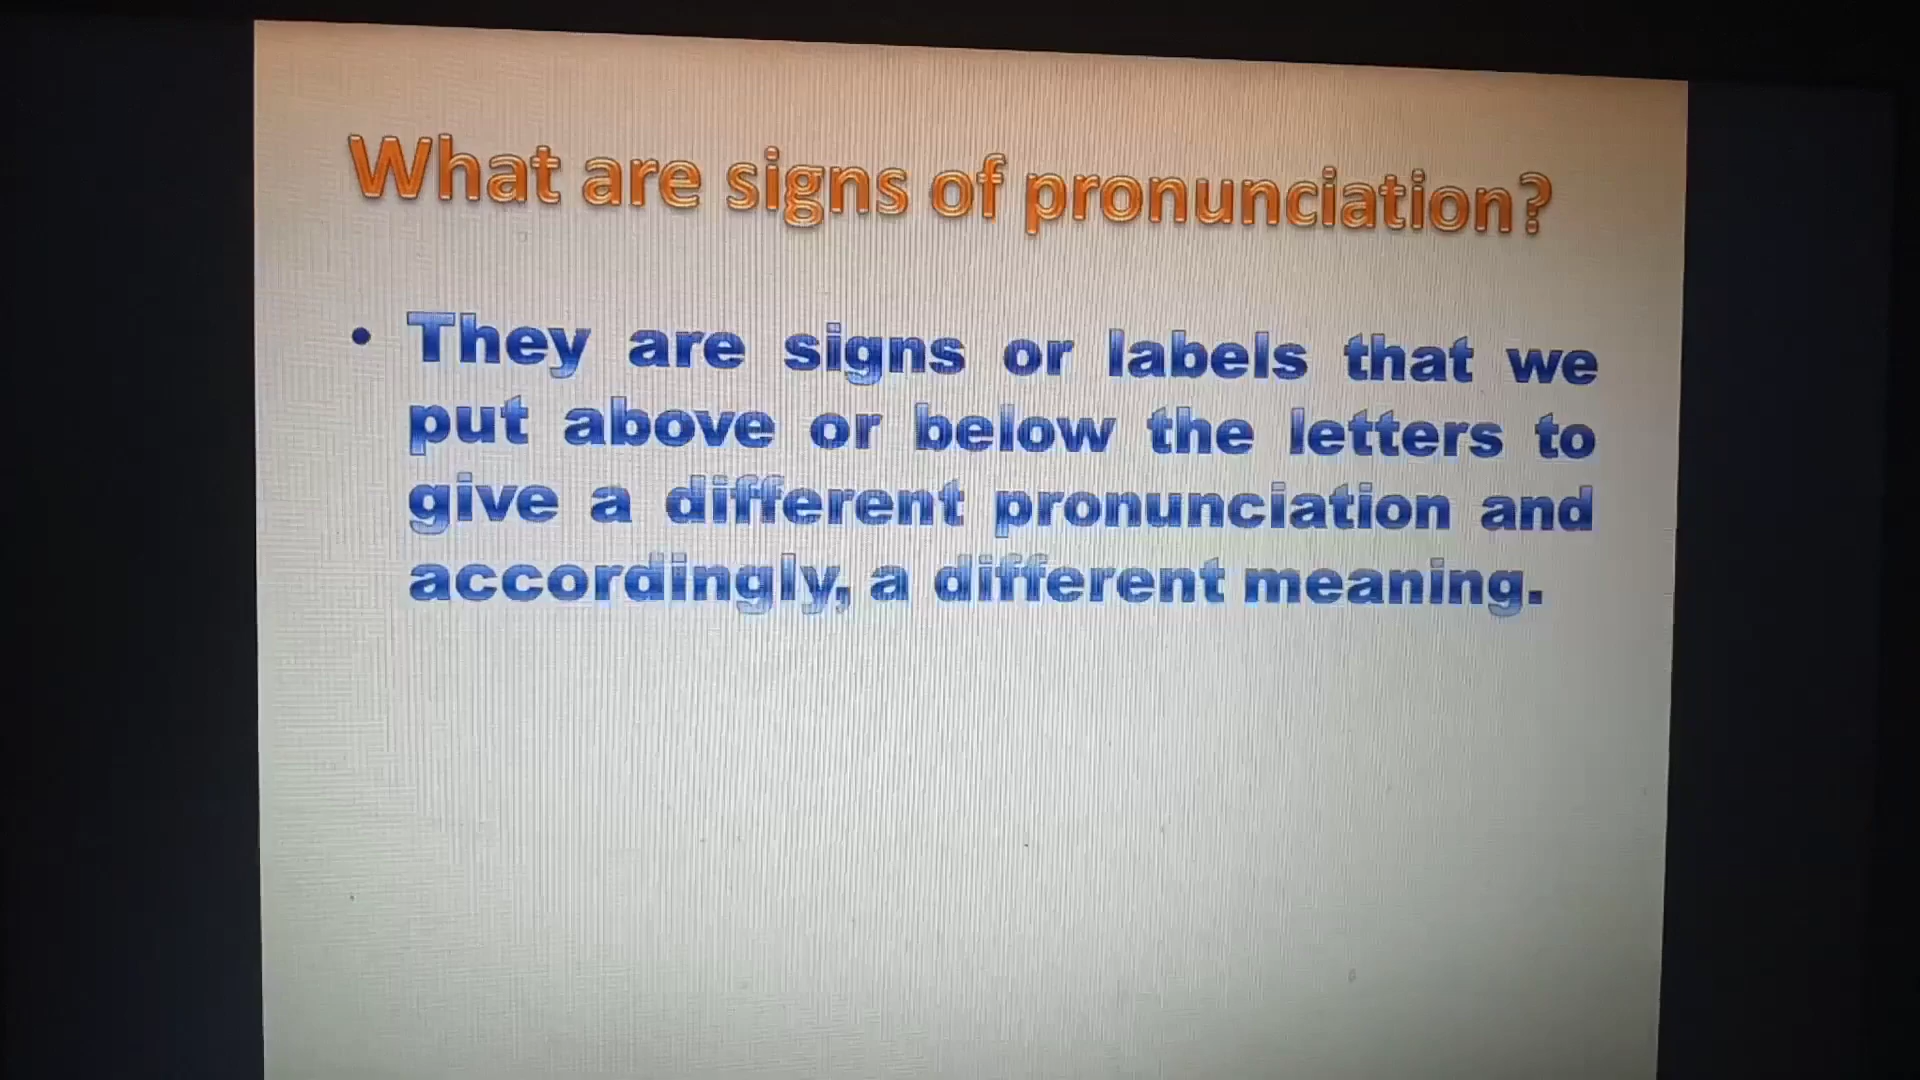 What are signs of pronunciation?
• They are signs or labels that we
put above or below the letters to
give a different pronunciation and
accordingly, a different meaning.